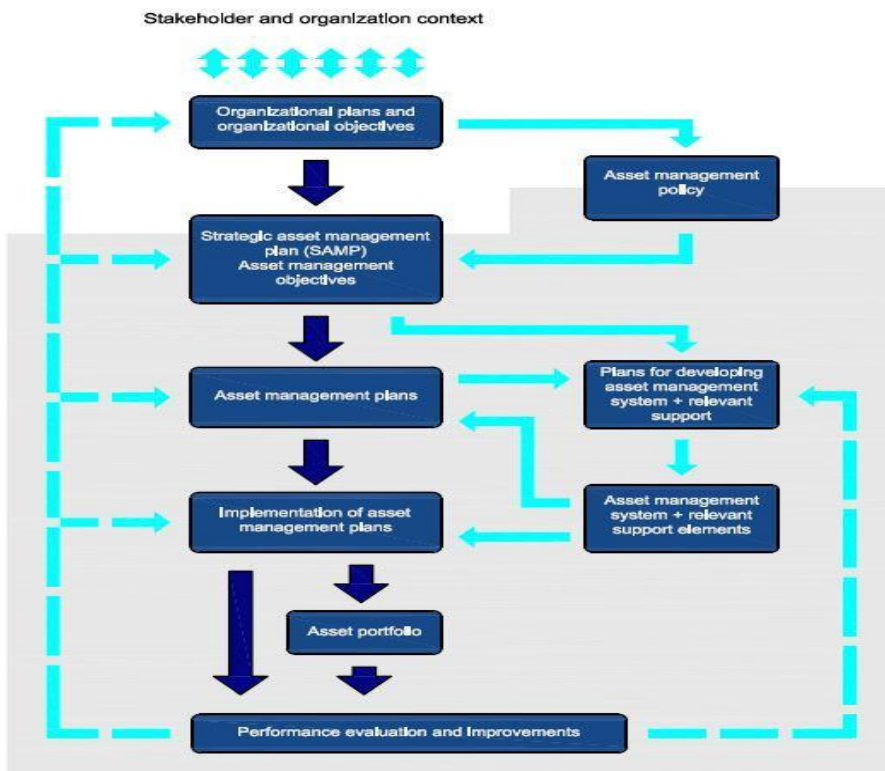 Stakeholder and organization context
Organizational plans and
organizational objectives
Asset management
policy
Strategic asset management
plan (SAMP)
Asset management
objectives
Asset management plans
Plans for developing
asset management
system + relevant
support
Implementation of asset
management plans
Asset management
system + relevant
support elements
Asset portfolio
Performance evaluation and Improvements